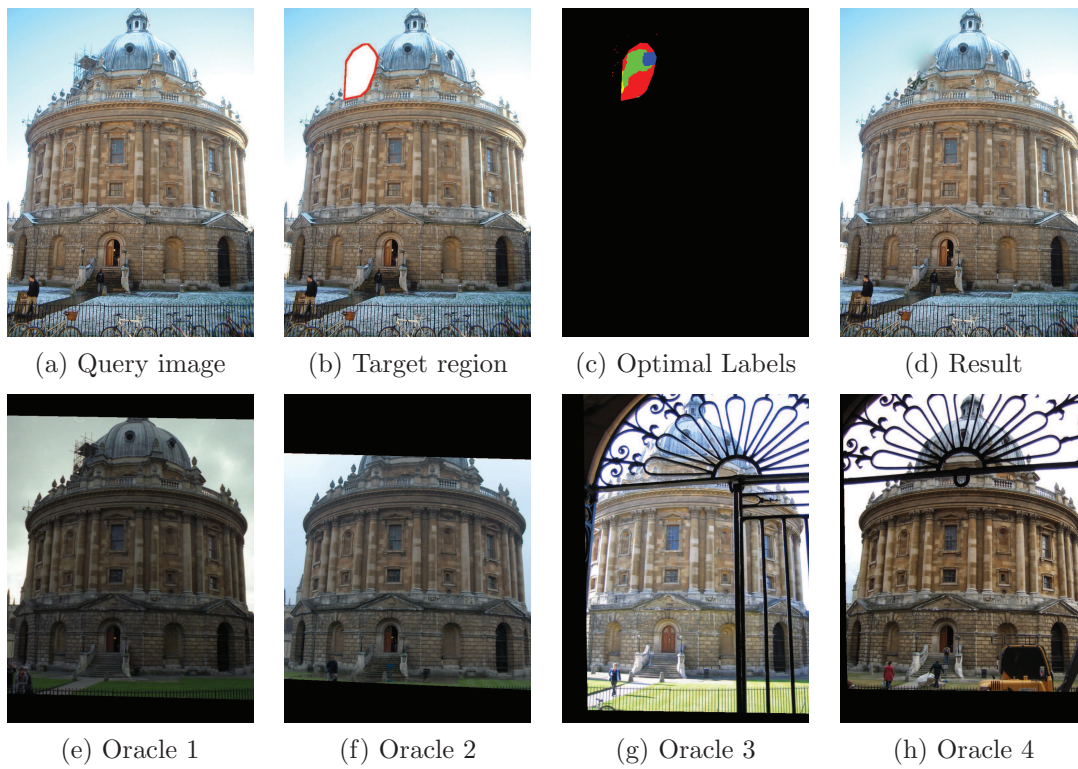 (a) Query image
(b) Target region
(c) Optimal Labels
(d) Result
(e) Oracle 1
(f) Oracle 2
(g) Oracle 3
(h) Oracle 4